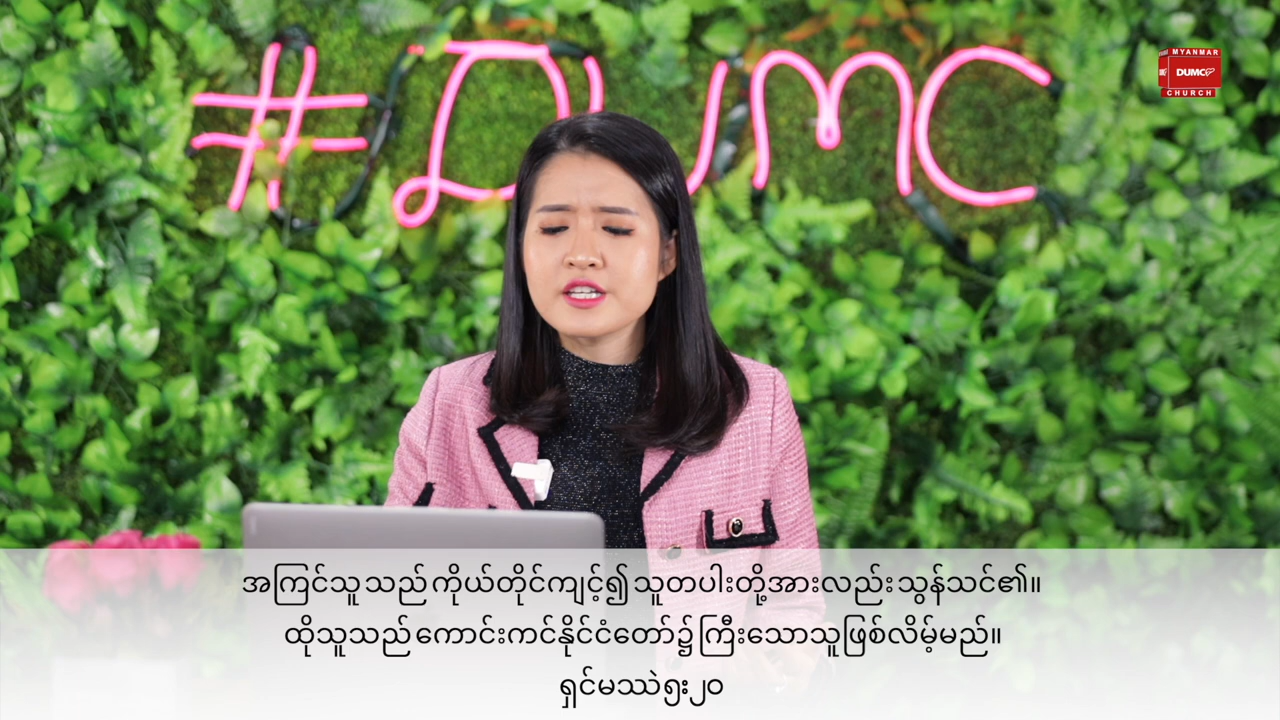 #DUMC
MYANMAR
DUMC
CHURCH
အကြင်သူသည်ကိုယ်တိုင်ကျင့်၍သူတပါးတို့အားလည်းသွန်သင်၏။
ထိုသူသည်ကောင်းကင်နိုင်ငံတော်၌ကြီးသောသူဖြစ်လိမ့်မည်။
ရှင်မဿဲ၅း၂၀